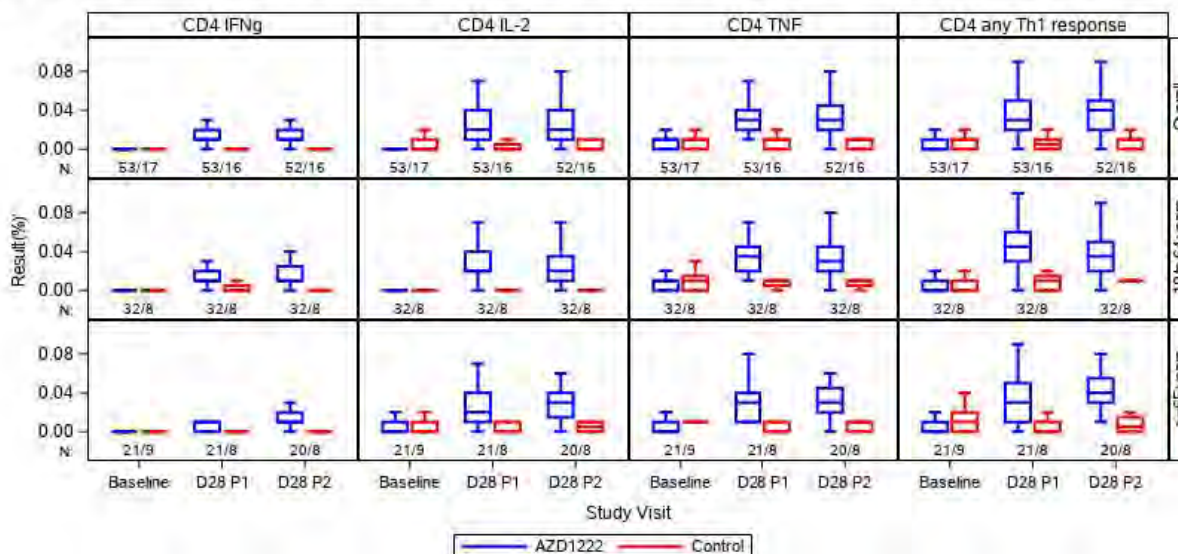 CD4 IFNg CD4 IL-2 CD4 TNF CD4 any Th1 response
0.08
0.04
0.00
N: 53/17 53/16 52/16 53/17 53/16 52/16 53/17 53/16 52/16 53/17 53/16 52/16
0.08
0.04
0.00
N: 32/8 32/8 32/8 32/8 32/8 32/8 32/8 32/8 32/8 32/8 32/8 32/8
0.08
0.04
0.00
N: 21/9 21/8 20/8 21/9 21/8 20/8 21/9 21/8 20/8 21/9 21/8 20/8
Result(%)
Baseline D28 P1 D28 P2 Baseline D28 P1 D28 P2 Baseline D28 P1 D28 P2 Baseline D28 P1 D28 P2
Study Visit
AZD1222 Control